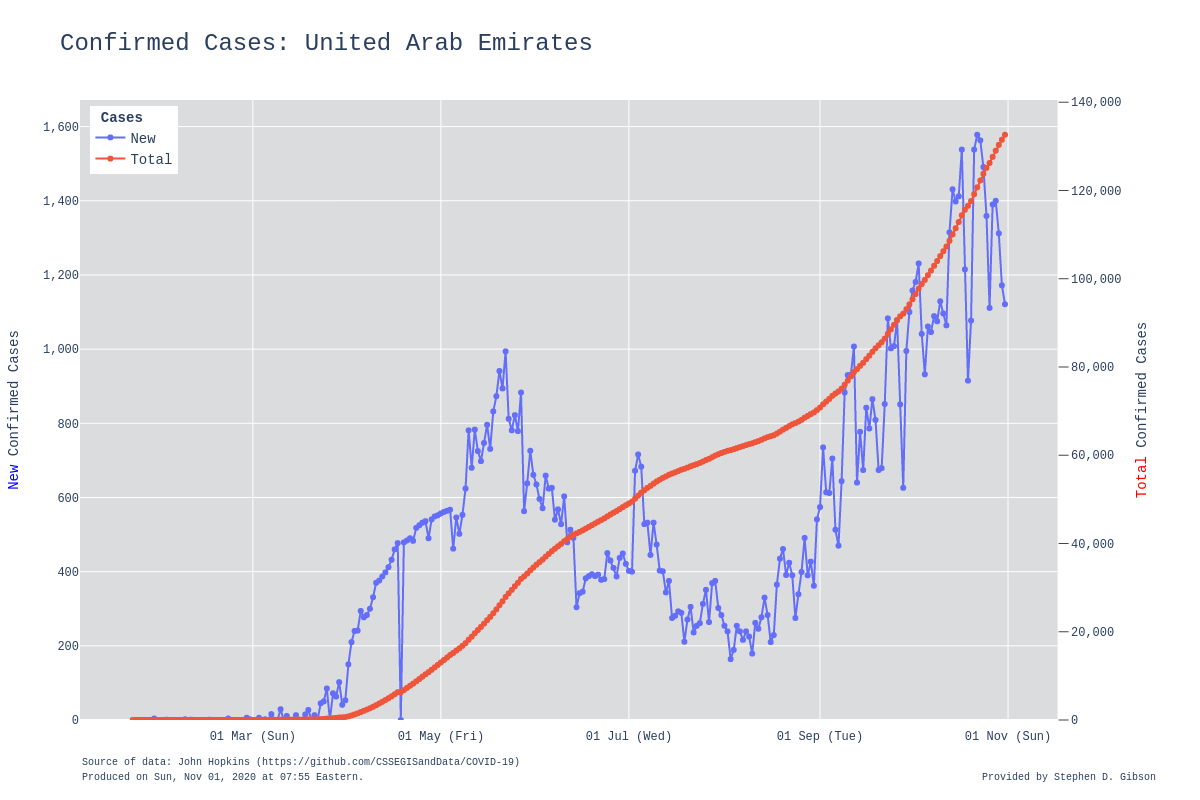 Confirmed Cases: United Arab Emirates
Cases
New
Total
1,600
1,400
1,200
1,000
800
600
400
200
0
New Confirmed Cases
140,000
120,000
100,000
80,000
60,000
40,000
20,000
0
Total Confirmed Cases
01 Mar (Sun)
01 May (Fri)
01 Jul (Wed)
01 Sep (Tue)
01 Nov (Sun)
Source of data: John Hopkins (https://github.com/CSSEGISandData/COVID-19)
Produced on Sun, Nov 01, 2020 at 07:55 Eastern.
Provided by Stephen D. Gibson